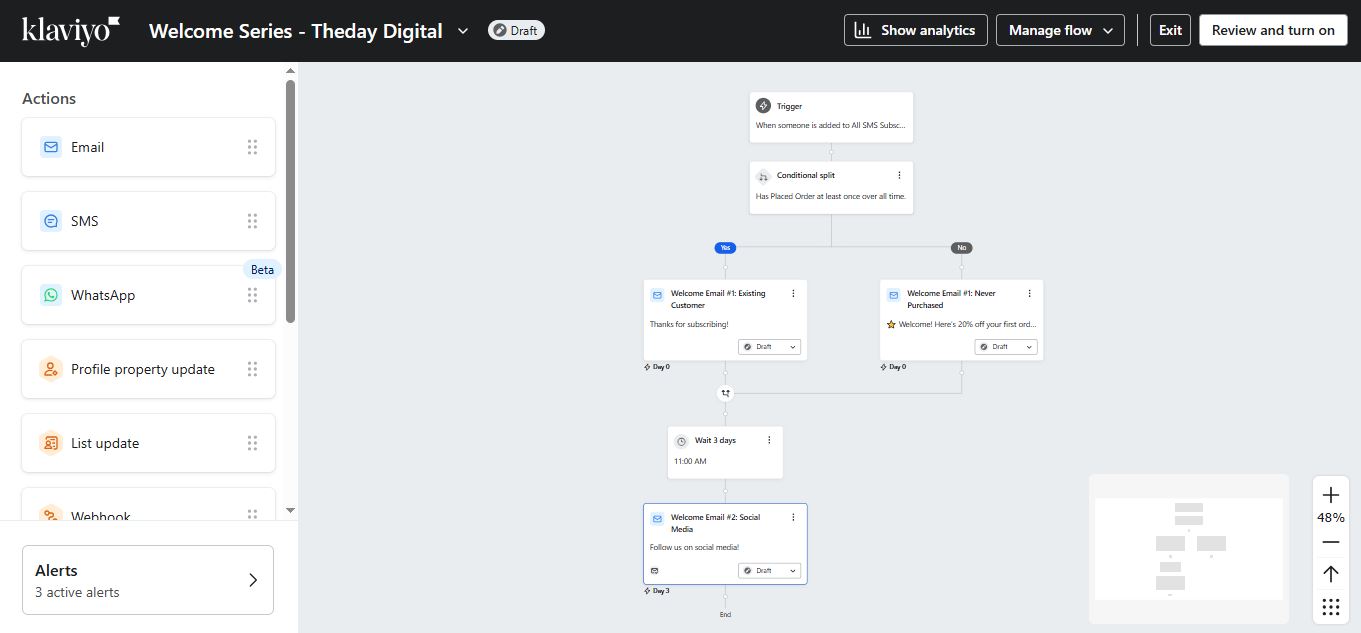 klaviyo
Welcome Series - Theday Digital
Draft
Show analytics
Manage flow
Exit
Review and turn on
Actions
Email
SMS
Beta
WhatsApp
Profile property update
List update
Webhook
Alerts
3 active alerts
Trigger
When someone is added to All SMS Subsc...
Conditional split
Has Placed Order at least once over all time.
Yes
No
Welcome Email #1: Existing
Customer
Thanks for subscribing!
Draft
Day 0
Welcome Email #1: Never
Purchased
Welcome! Here's 20% off your first ord...
Draft
Day 0
Wait 3 days
11:00 AM
Welcome Email #2: Social
Media
Follow us on social media!
Draft
Day 3
End
48%